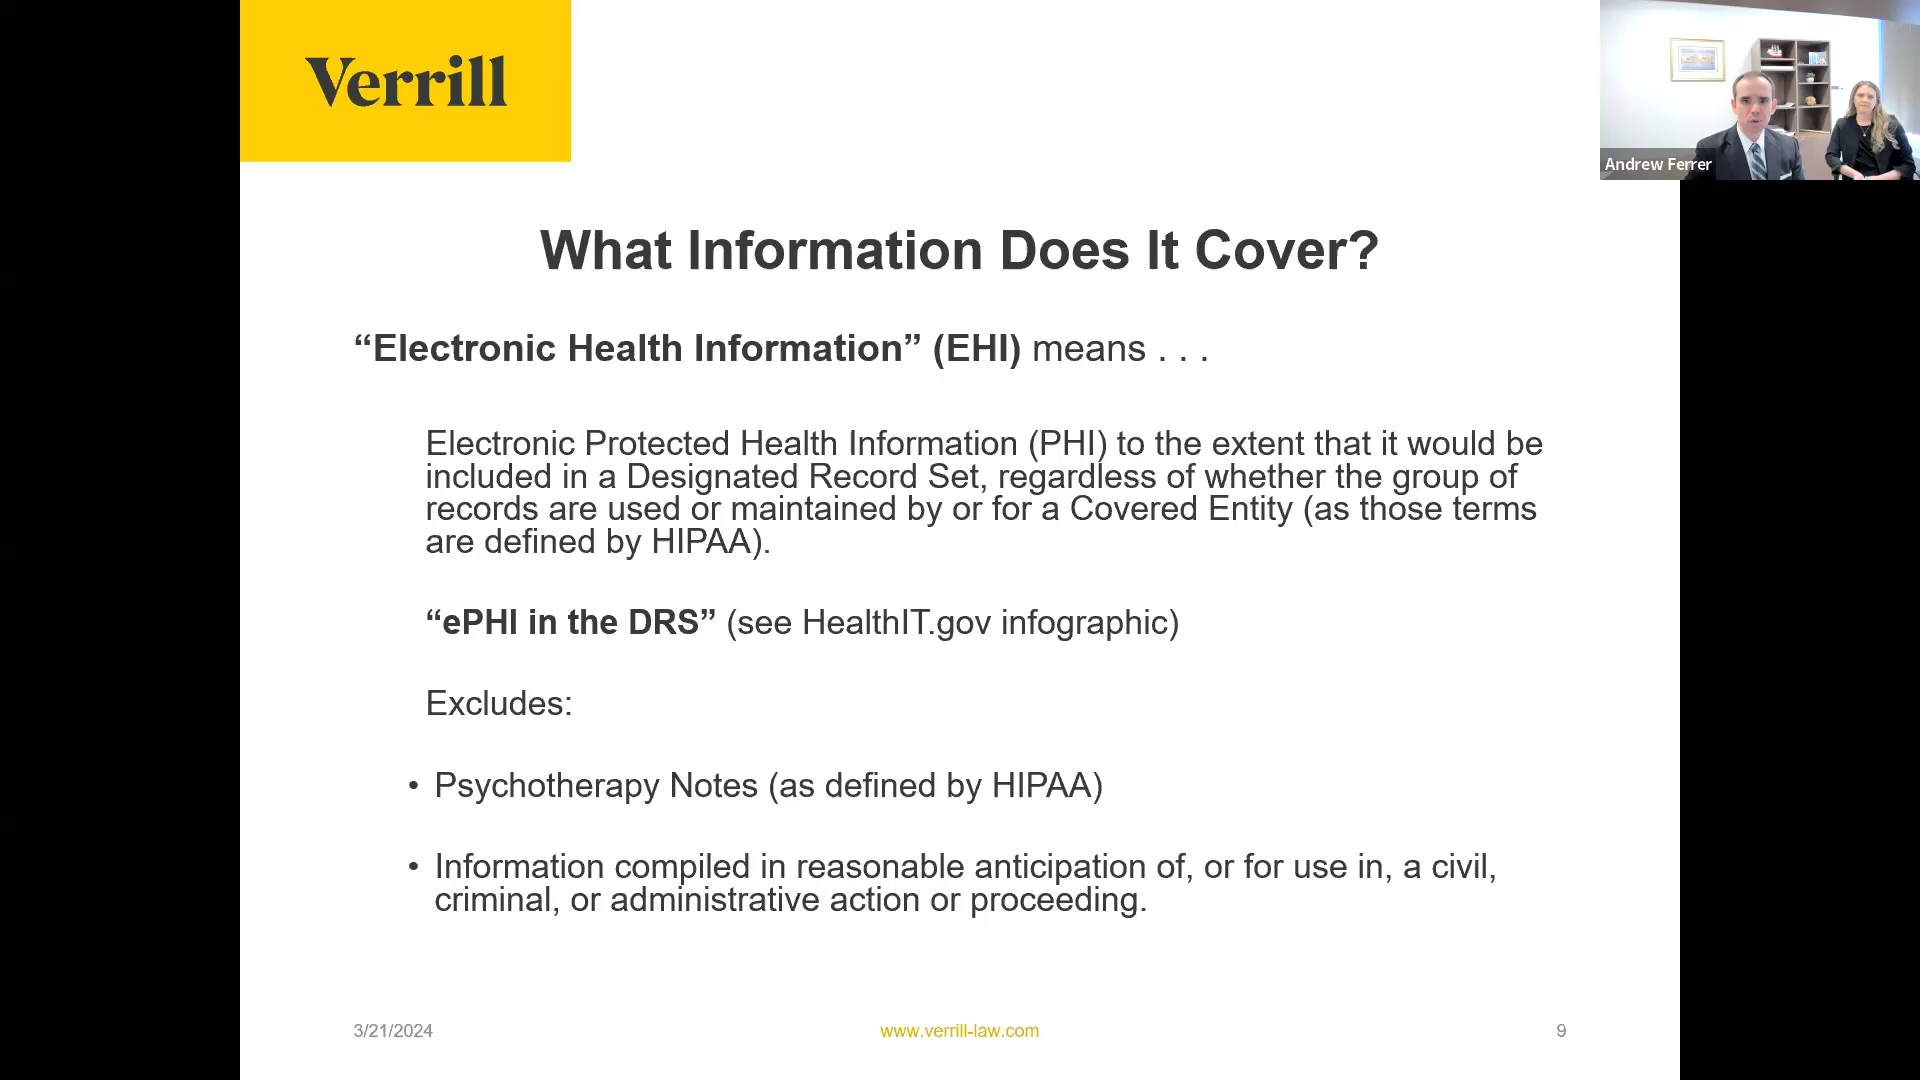 Verrill
Andrew Ferrer
What Information Does It Cover?
“Electronic Health Information” (EHI) means . . .
Electronic Protected Health Information (PHI) to the extent that it would be
included in a Designated Record Set, regardless of whether the group of
records are used or maintained by or for a Covered Entity (as those terms
are defined by HIPAA).
“ePHI in the DRS” (see HealthIT.gov infographic)
Excludes:
• Psychotherapy Notes (as defined by HIPAA)
• Information compiled in reasonable anticipation of, or for use in, a civil,
criminal, or administrative action or proceeding.
3/21/2024
www.verrill-law.com
9